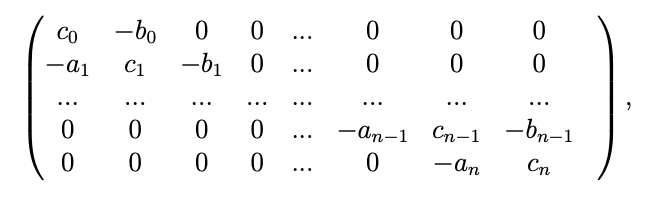 c₀ −b₀ 0 0 ... 0 0 0
−a₁ c₁ −b₁ 0 ... 0 0 0
... ... ... ... ... ... ... ...
0 0 0 0 ... −aₙ₋₁ cₙ₋₁ −bₙ₋₁
0 0 0 0 ... 0 −aₙ cₙ ,